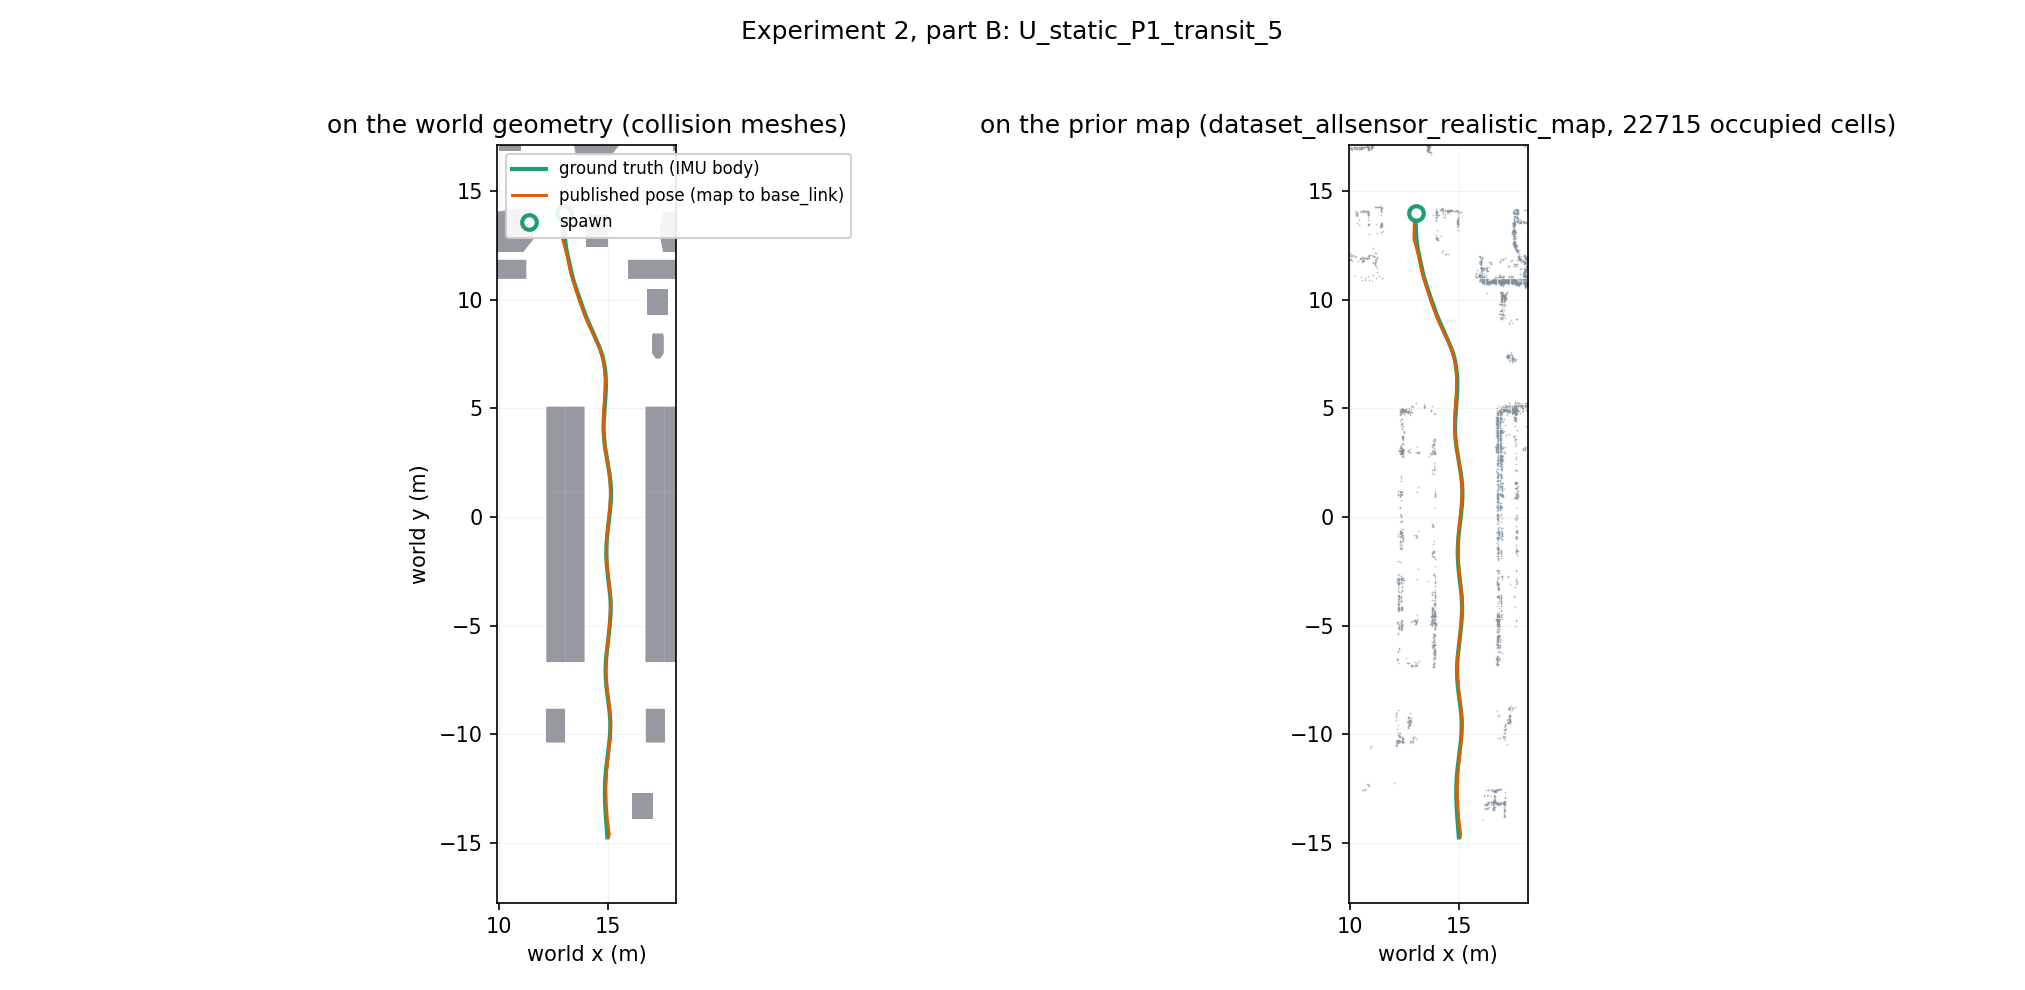 Experiment 2, part B: U_static_P1_transit_5
on the world geometry (collision meshes)
ground truth (IMU body)
published pose (map to base_link)
spawn
15
10
5
0
−5
−10
−15
world y (m)
10
15
world x (m)
on the prior map (dataset_allsensor_realistic_map, 22715 occupied cells)
15
10
5
0
−5
−10
−15
10
15
world x (m)